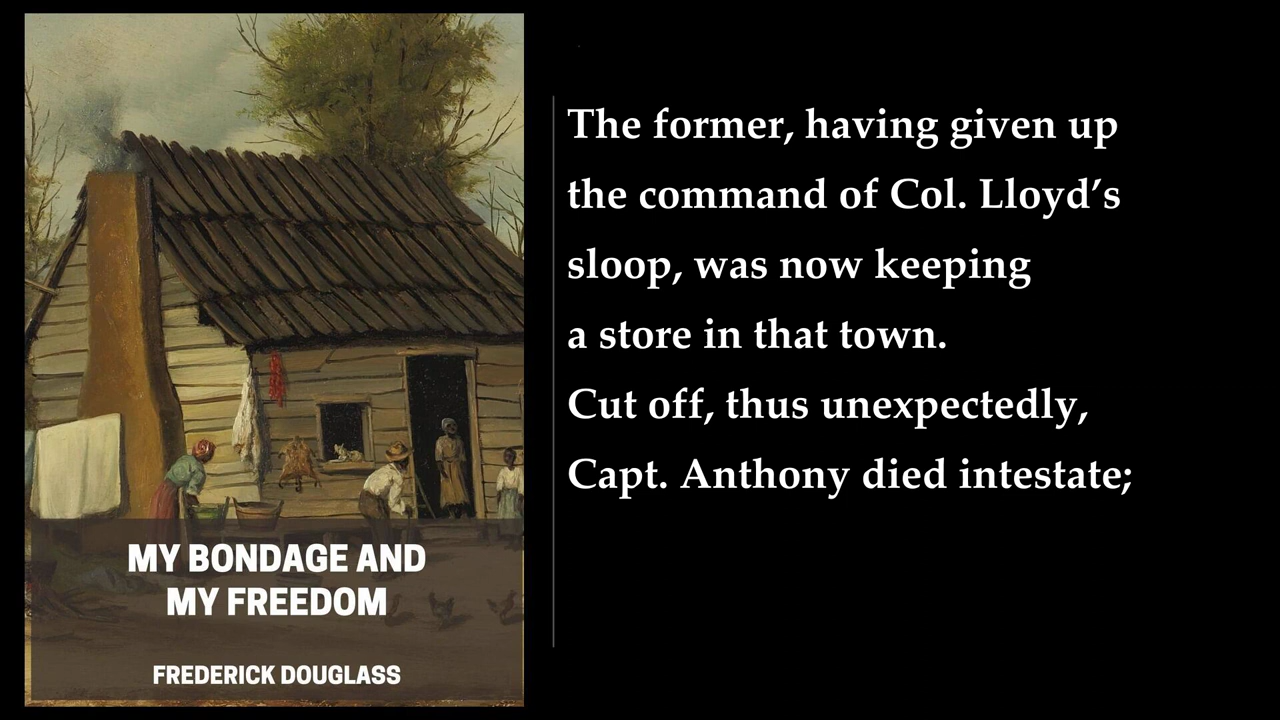 The former, having given up
the command of Col. Lloyd’s
sloop, was now keeping
a store in that town.
Cut off, thus unexpectedly,
Capt. Anthony died intestate;
MY BONDAGE AND
MY FREEDOM
FREDERICK DOUGLASS